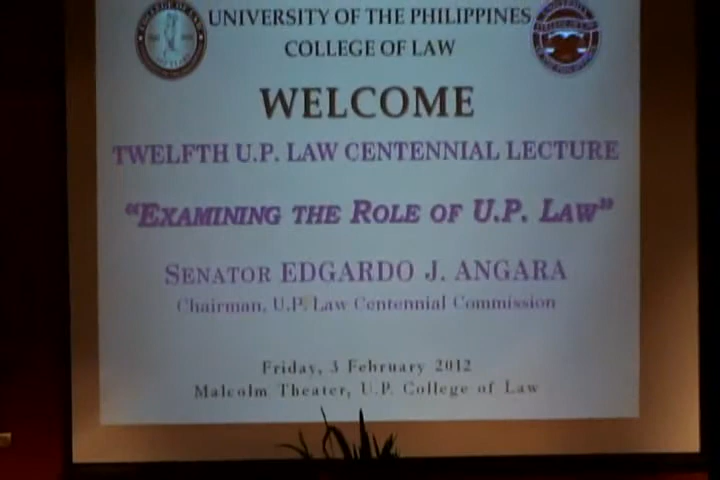 UNIVERSITY OF THE PHILIPPINES
COLLEGE OF LAW
WELCOME
TWELFTH U.P. LAW CENTENNIAL LECTURE
“EXAMINING THE ROLE OF U.P. LAW”
SENATOR EDGARDO J. ANGARA
Chairman, U.P. Law Centennial Commission
Friday, 3 February 2012
Malcolm Theater, U.P. College of Law